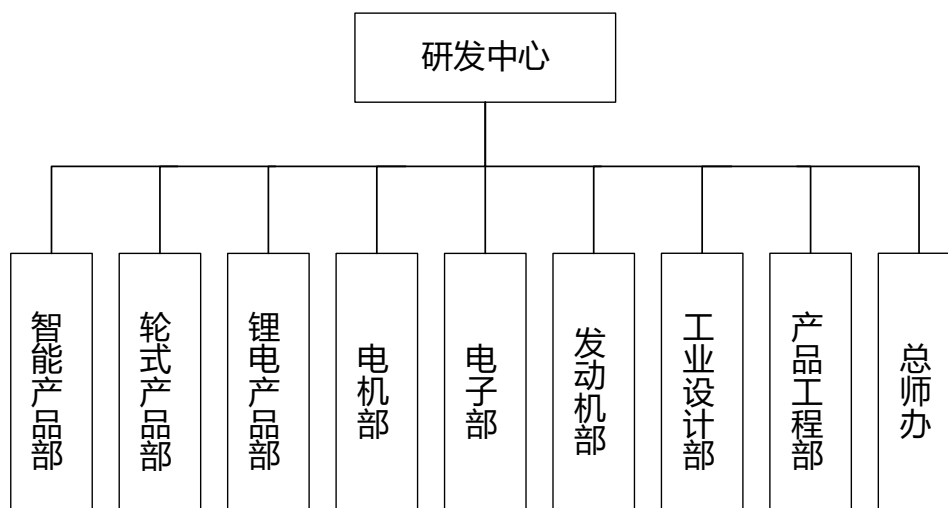 研发中心
智能产品部
轮式产品部
锂电产品部
电机部
电子部
发动机部
工业设计部
产品工程部
总师办